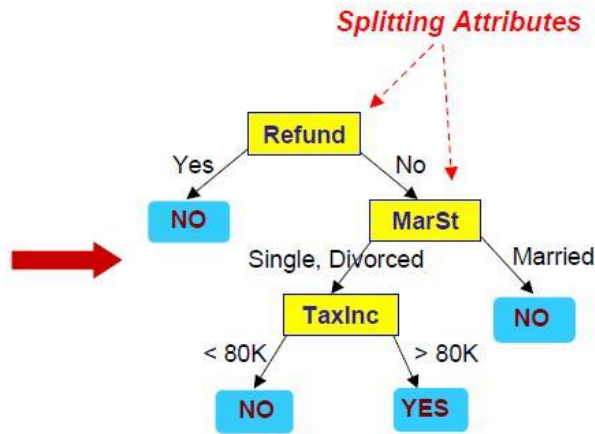 Splitting Attributes
Refund
Yes
No
NO
MarSt
Single, Divorced
Married
TaxInc
NO
< 80K
> 80K
NO
YES